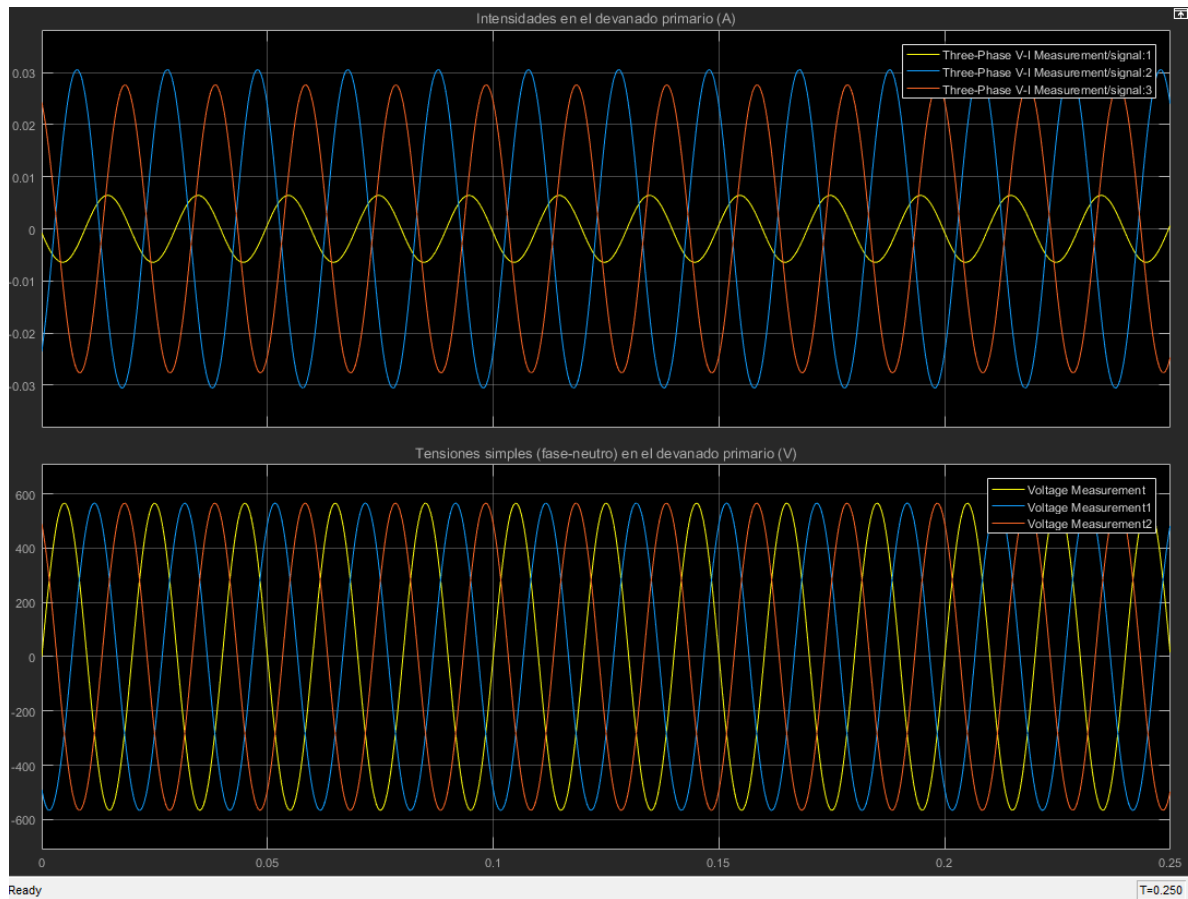 Intensidades en el devanado primario (A)
Three-Phase V-I Measurement/signal:1
Three-Phase V-I Measurement/signal:2
Three-Phase V-I Measurement/signal:3
0.03
0.02
0.01
0
-0.01
-0.02
-0.03
Tensiones simples (fase-neutro) en el devanado primario (V)
Voltage Measurement
Voltage Measurement1
Voltage Measurement2
600
400
200
0
-200
-400
-600
0 0.05 0.1 0.15 0.2 0.25
Ready T=0.250